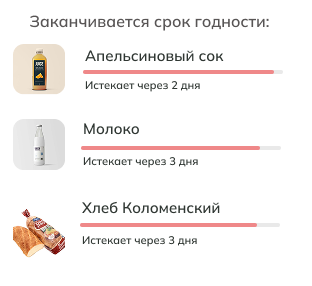 Заканчивается срок годности:
Апельсиновый сок
Истекает через 2 дня
Молоко
Истекает через 3 дня
Хлеб Коломенский
Истекает через 3 дня